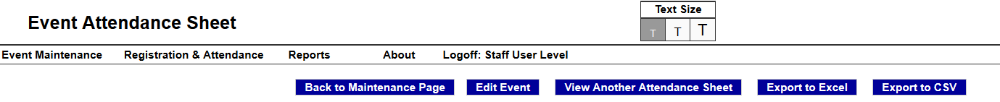 Text Size
Event Attendance Sheet
T T T
Event Maintenance Registration & Attendance Reports About Logoff: Staff User Level
Back to Maintenance Page Edit Event View Another Attendance Sheet Export to Excel Export to CSV